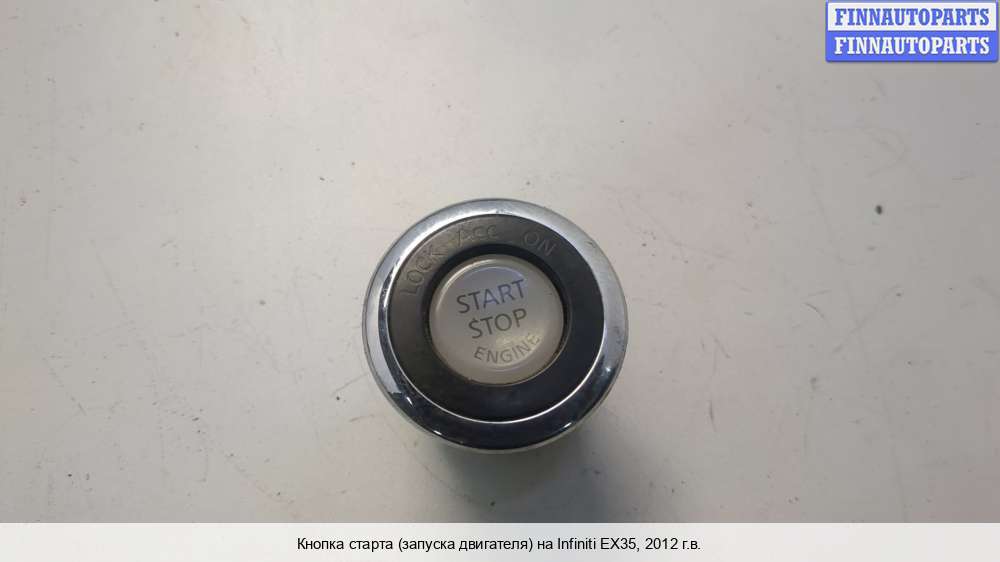 FINNAUTOPARTS
FINNAUTOPARTS
LOCK ACC ON
START
STOP
ENGINE
Кнопка старта (запуска двигателя) на Infiniti EX35, 2012 г.в.